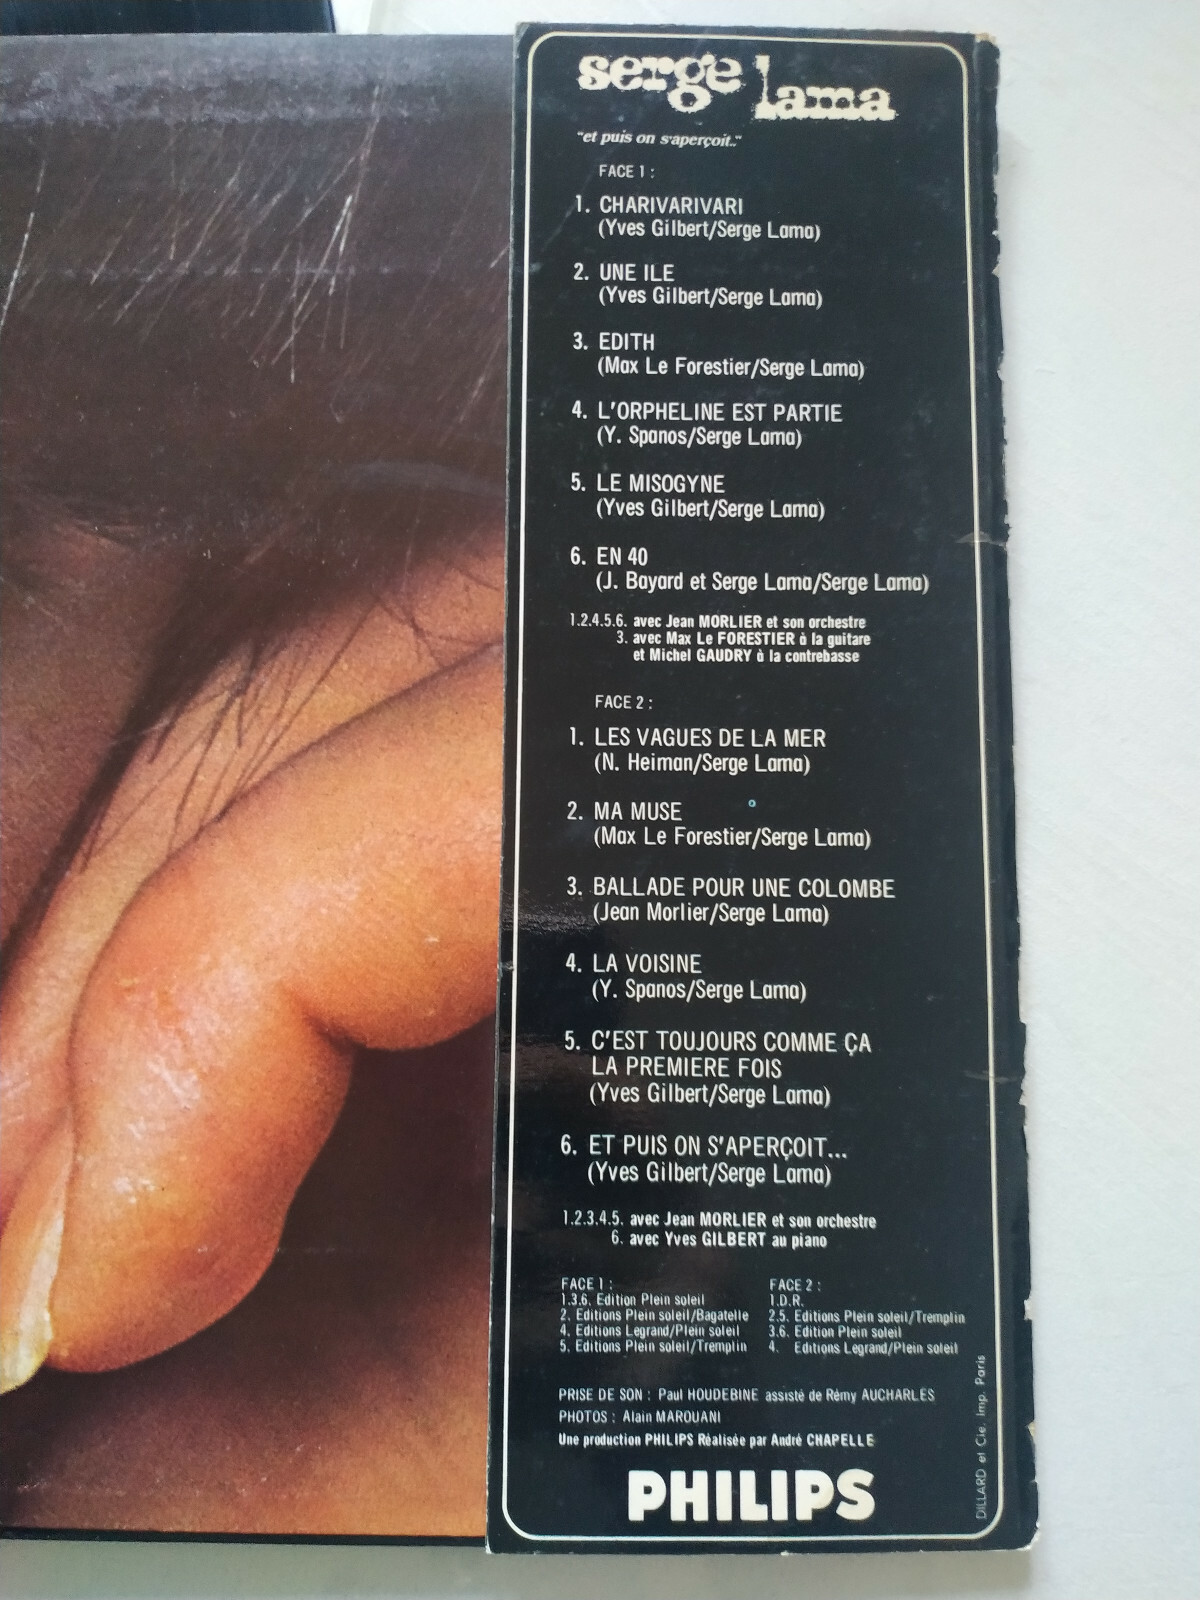 serge lama
"et puis on s'aperçoit.."
FACE 1 :
1. CHARIVARIVARI
(Yves Gilbert/Serge Lama)
2. UNE ILE
(Yves Gilbert/Serge Lama)
3. EDITH
(Max Le Forestier/Serge Lama)
4. L'ORPHELINE EST PARTIE
(Y. Spanos/Serge Lama)
5. LE MISOGYNE
(Yves Gilbert/Serge Lama)
6. EN 40
(J. Bayard et Serge Lama/Serge Lama)
1.2.4.5.6. avec Jean MORLIER et son orchestre
3. avec Max Le FORESTIER à la guitare
et Michel GAUDRY à la contrebasse
FACE 2 :
1. LES VAGUES DE LA MER
(N. Heiman/Serge Lama)
2. MA MUSE
(Max Le Forestier/Serge Lama)
3. BALLADE POUR UNE COLOMBE
(Jean Morlier/Serge Lama)
4. LA VOISINE
(Y. Spanos/Serge Lama)
5. C'EST TOUJOURS COMME ÇA
LA PREMIERE FOIS
(Yves Gilbert/Serge Lama)
6. ET PUIS ON S'APERÇOIT...
(Yves Gilbert/Serge Lama)
1.2.3.4.5. avec Jean MORLIER et son orchestre
6. avec Yves GILBERT au piano
FACE 1 :
1.3.6. Edition Plein soleil
2. Editions Plein soleil/Bagatelle
4. Editions Legrand/Plein soleil
5. Editions Plein soleil/Tremplin
FACE 2 :
1.D.R.
2.5. Editions Plein soleil/Tremplin
3.6. Edition Plein soleil
4. Editions Legrand/Plein soleil
PRISE DE SON : Paul HOUDEBINE assisté de Rémy AUCHARLES
PHOTOS : Alain MAROUANI
Une production PHILIPS Réalisée par André CHAPELLE
PHILIPS
DILLARD et Cie. Imp. Paris